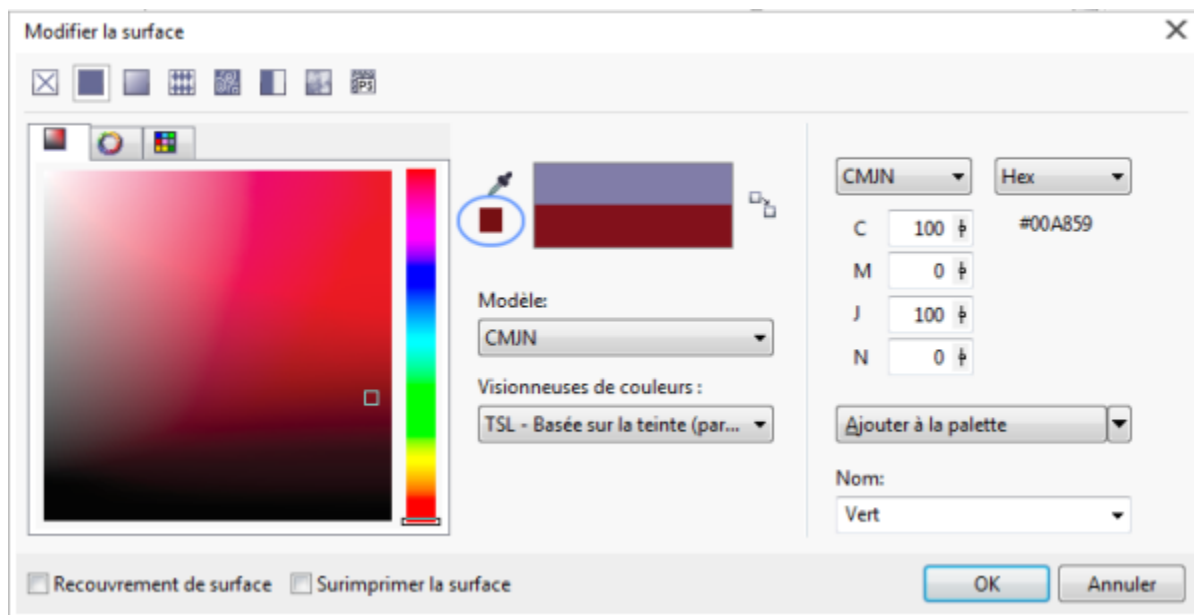 Modifier la surface
PS
CMJN
Hex
C 100
#00A859
M 0
J 100
N 0
Modèle:
CMJN
Visionneuses de couleurs :
TSL - Basée sur la teinte (par...
Ajouter à la palette
Nom:
Vert
Recouvrement de surface
Surimprimer la surface
OK
Annuler